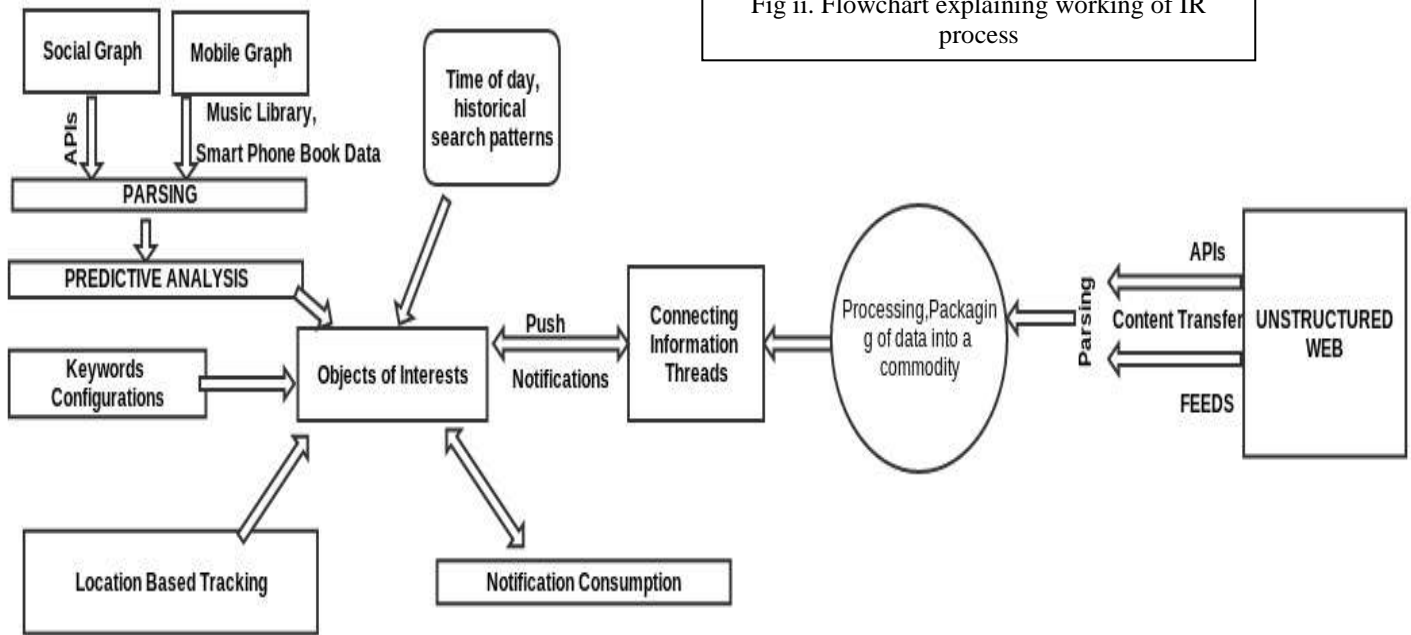 Fig ii. Flowchart explaining working of IR
process
Social Graph
Mobile Graph
APIs
Music Library,
Smart Phone Book Data
Time of day,
historical
search patterns
PARSING
PREDICTIVE ANALYSIS
Keywords
Configurations
Objects of Interests
Push
Notifications
Connecting
Information
Threads
Processing,Packagin
g of data into a
commodity
Parsing
APIs
Content Transfer
FEEDS
UNSTRUCTURED
WEB
Location Based Tracking
Notification Consumption